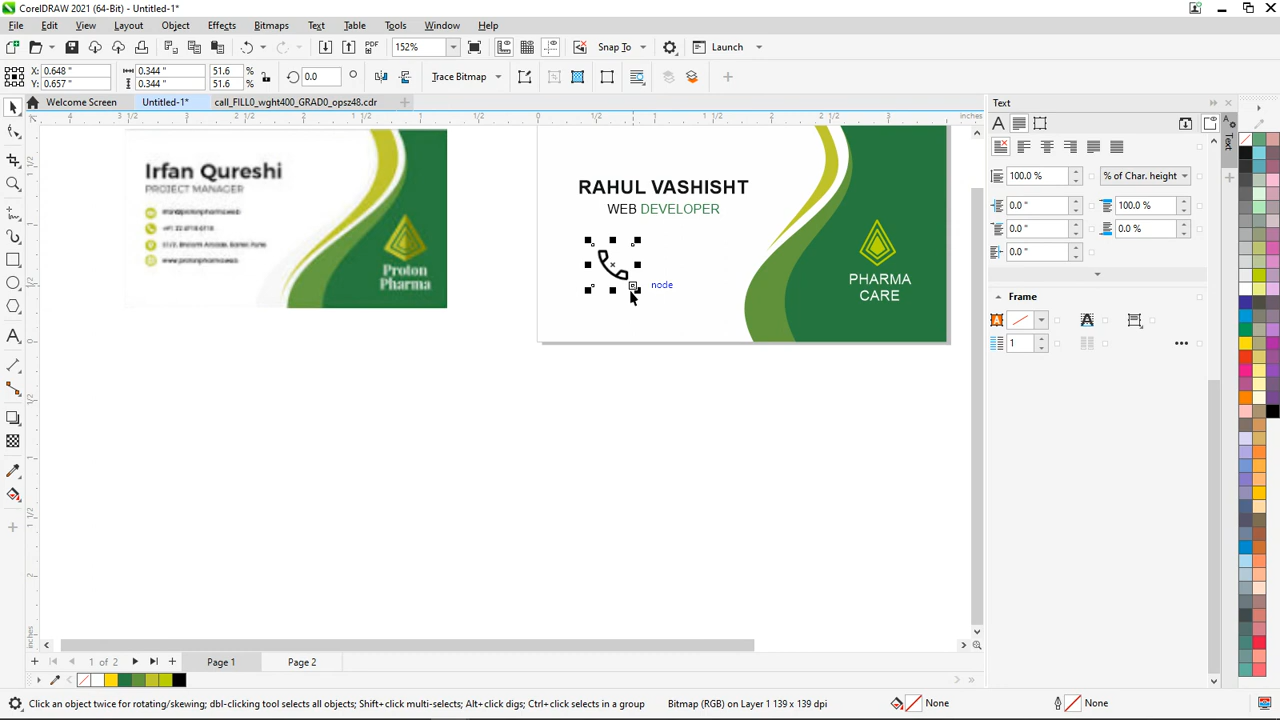 CorelDRAW 2021 (64-Bit) - Untitled-1*
File Edit View Layout Object Effects Bitmaps Text Table Tools Window Help
152% PDF Snap To Launch
X: 0.648 " 0.344 " 51.6 %
Y: 0.657 " 0.344 " 51.6 %
0.0 ° Trace Bitmap
Welcome Screen Untitled-1* call_FILL0_wght400_GRAD0_opsz48.cdr
inches
Text
Irfan Qureshi
PROJECT MANAGER
Proton
Pharma
RAHUL VASHISHT
WEB DEVELOPER
node
PHARMA
CARE
Text
100.0 % % of Char. height
0.0 " 100.0 %
0.0 " 0.0 %
0.0 "
Frame
1
inches
1 of 2 Page 1 Page 2
Click an object twice for rotating/skewing; dbl-clicking tool selects all objects; Shift+click multi-selects; Alt+click digs; Ctrl+click selects in a group Bitmap (RGB) on Layer 1 139 x 139 dpi None None